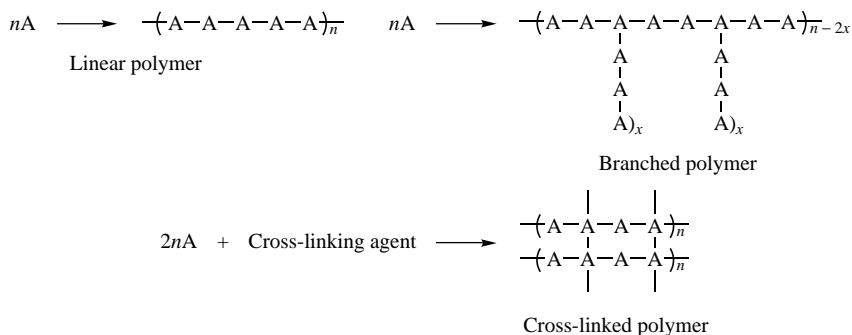 nA ⟶ —(A—A—A—A—A)n
Linear polymer
nA ⟶ —(A—A—A—A—A—A—A—A)n – 2x
A A
A A
A)x A)x
Branched polymer
2nA + Cross-linking agent ⟶ —(A—A—A—A)n
—(A—A—A—A)n
Cross-linked polymer